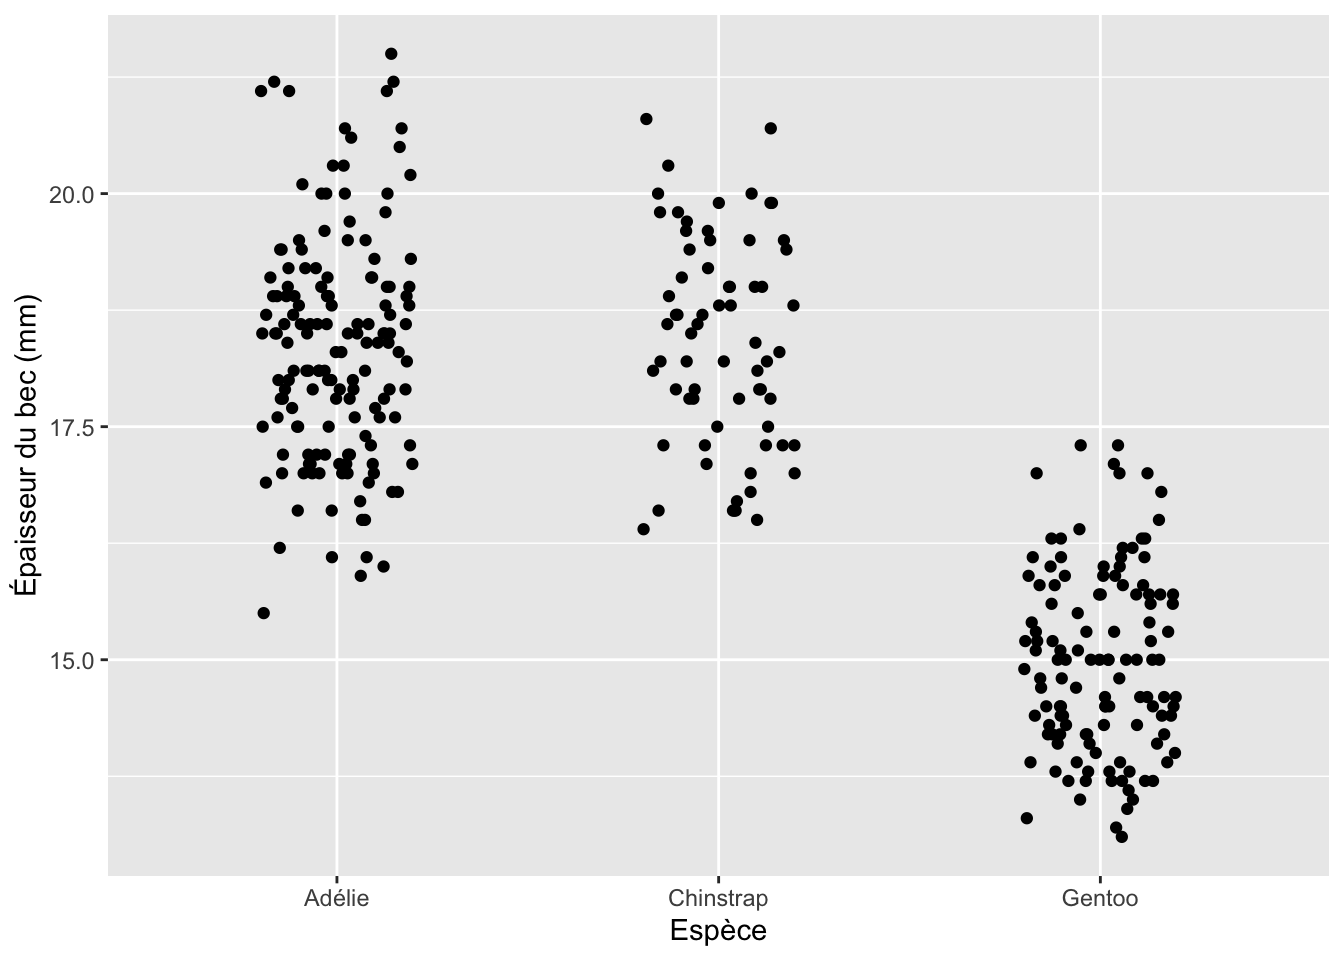 Épaisseur du bec (mm)
20.0
17.5
15.0
Adélie Chinstrap Gentoo
Espèce